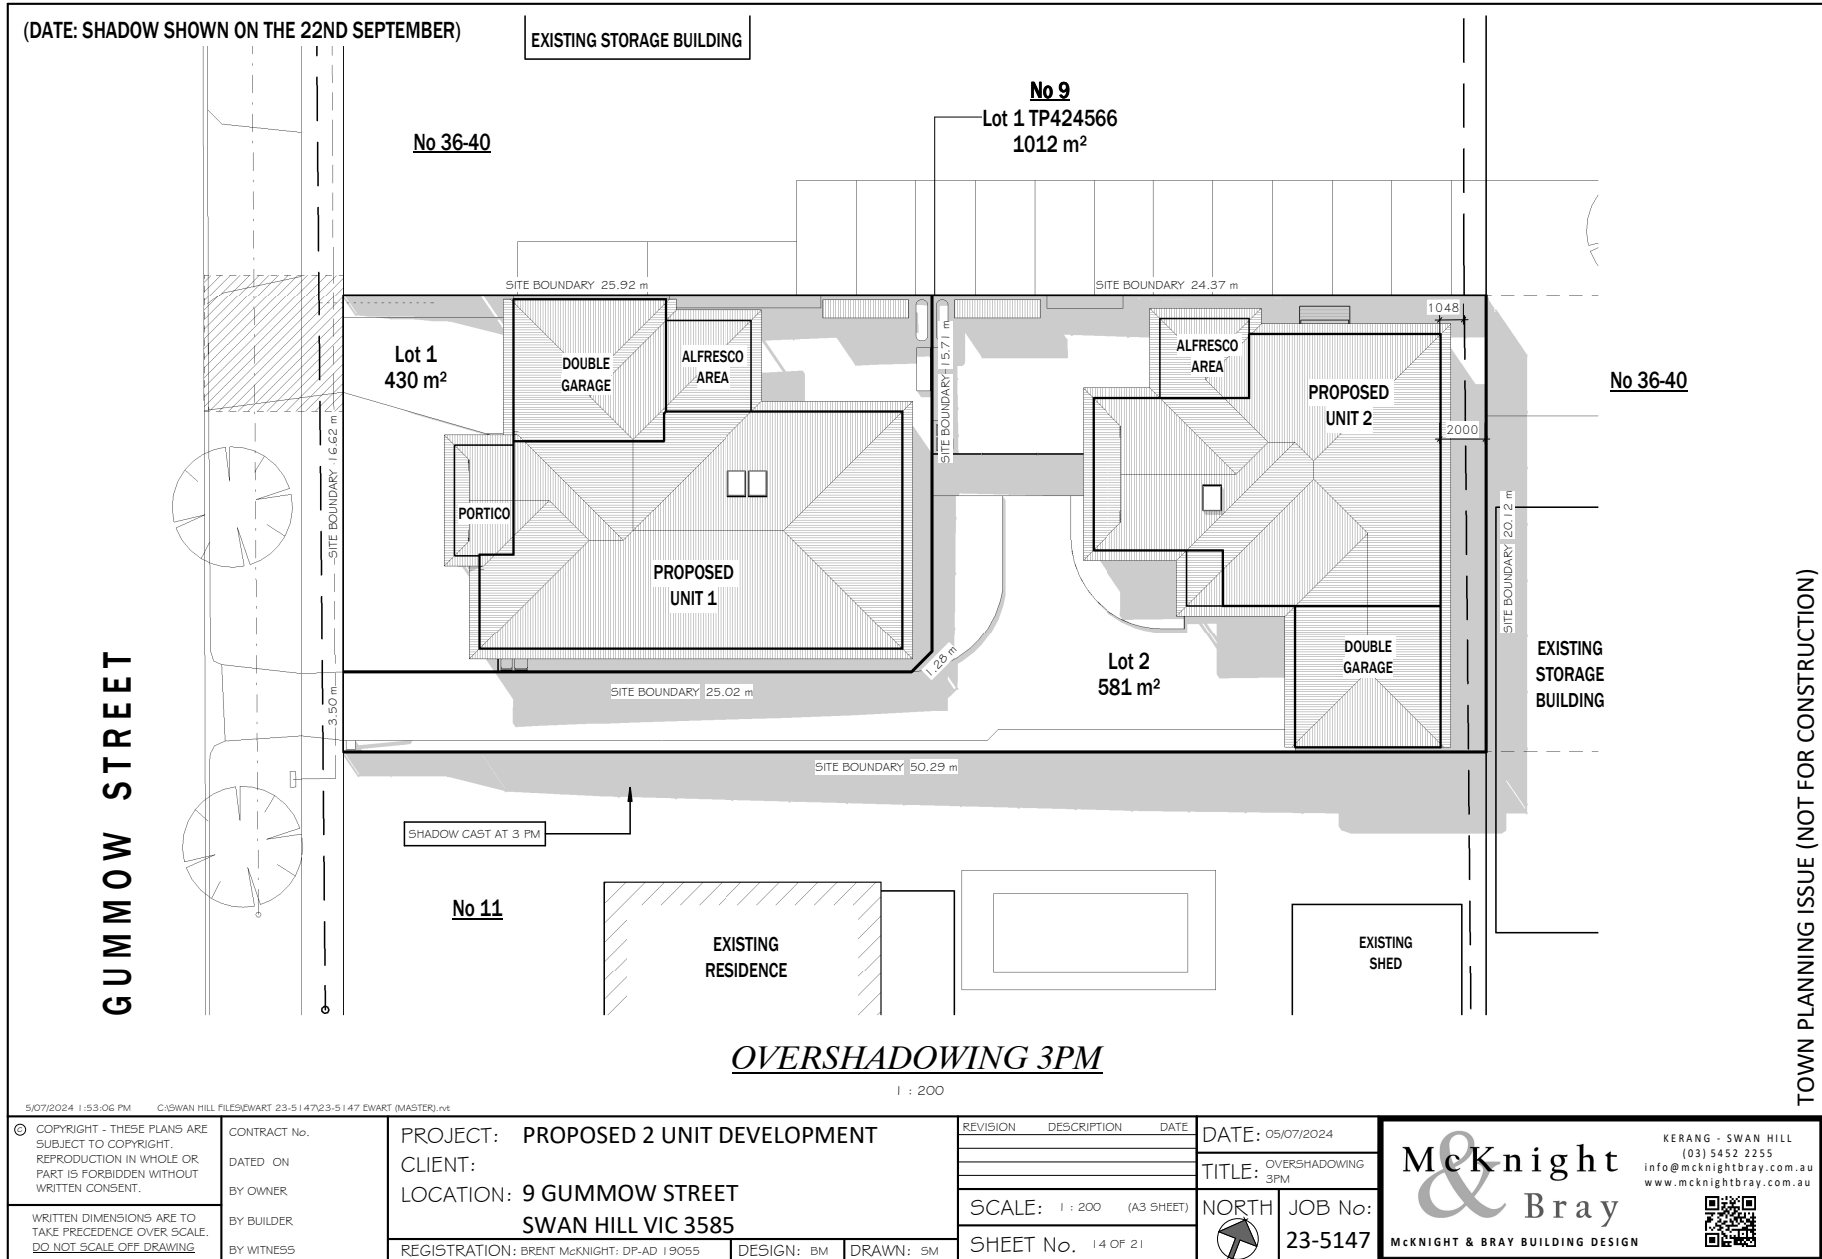 (DATE: SHADOW SHOWN ON THE 22ND SEPTEMBER)
EXISTING STORAGE BUILDING
No 9
Lot 1 TP424566
1012 m²
No 36-40
SITE BOUNDARY 25.92 m
SITE BOUNDARY 24.37 m
1048
Lot 1
430 m²
DOUBLE
GARAGE
ALFRESCO
AREA
SITE BOUNDARY 15.71 m
ALFRESCO
AREA
PROPOSED
UNIT 2
No 36-40
2000
SITE BOUNDARY 16.62 m
PORTICO
PROPOSED
UNIT 1
SITE BOUNDARY 20.12 m
1.28 m
Lot 2
581 m²
DOUBLE
GARAGE
EXISTING
STORAGE
BUILDING
3.50 m
SITE BOUNDARY 25.02 m
SITE BOUNDARY 50.29 m
SHADOW CAST AT 3 PM
GUMMOW STREET
No 11
EXISTING
RESIDENCE
EXISTING
SHED
TOWN PLANNING ISSUE (NOT FOR CONSTRUCTION)
OVERSHADOWING 3PM
1 : 200
5/07/2024 1:53:06 PM C:\SWAN HILL FILES\EWART 23-5147\23-5147 EWART (MASTER).rvt
© COPYRIGHT - THESE PLANS ARE
SUBJECT TO COPYRIGHT.
REPRODUCTION IN WHOLE OR
PART IS FORBIDDEN WITHOUT
WRITTEN CONSENT.
WRITTEN DIMENSIONS ARE TO
TAKE PRECEDENCE OVER SCALE.
DO NOT SCALE OFF DRAWING
CONTRACT No.
DATED ON
BY OWNER
BY BUILDER
BY WITNESS
PROJECT: PROPOSED 2 UNIT DEVELOPMENT
CLIENT:
LOCATION: 9 GUMMOW STREET
SWAN HILL VIC 3585
REGISTRATION: BRENT McKNIGHT: DP-AD 19055
DESIGN: BM
DRAWN: SM
REVISION DESCRIPTION DATE
SCALE: 1 : 200 (A3 SHEET)
SHEET No. 14 OF 21
DATE: 05/07/2024
TITLE: OVERSHADOWING
3PM
NORTH
JOB No:
23-5147
McKnight
&
Bray
McKNIGHT & BRAY BUILDING DESIGN
KERANG - SWAN HILL
(03) 5452 2255
info@mcknightbray.com.au
www.mcknightbray.com.au